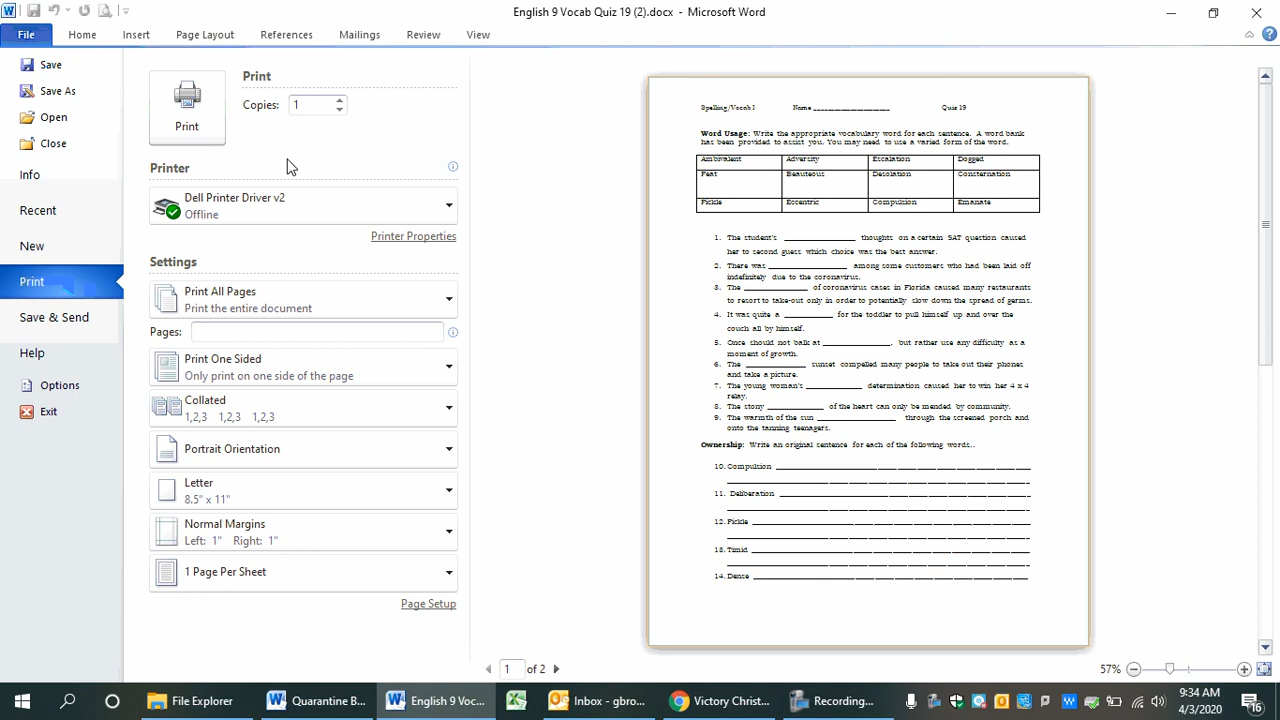 English 9 Vocab Quiz 19 (2).docx - Microsoft Word
File Home Insert Page Layout References Mailings Review View
Save
Save As
Open
Close
Info
Recent
New
Print
Save & Send
Help
Options
Exit
Print
Print
Copies: 1
Printer
Dell Printer Driver v2
Offline
Printer Properties
Settings
Print All Pages
Print the entire document
Pages:
Print One Sided
Only print on one side of the page
Collated
1,2,3 1,2,3 1,2,3
Portrait Orientation
Letter
8.5" x 11"
Normal Margins
Left: 1" Right: 1"
1 Page Per Sheet
Page Setup
Spelling/Vocab I Name ____________________ Quiz 19
Word Usage: Write the appropriate vocabulary word for each sentence. A word bank
has been provided to assist you. You may need to use a varied form of the word.
Ambivalent Adversity Escalation Dogged
Feat Beauteous Desolation Consternation
Fickle Eccentric Compulsion Emanate
1. The student's ________________ thoughts on a certain SAT question caused
her to second guess which choice was the best answer.
2. There was __________________ among some customers who had been laid off
indefinitely due to the coronavirus.
3. The ______________ of coronavirus cases in Florida caused many restaurants
to resort to take-out only in order to potentially slow down the spread of germs.
4. It was quite a ___________ for the toddler to pull himself up and over the
couch all by himself.
5. Once should not balk at _______________, but rather use any difficulty as a
moment of growth.
6. The _____________ sunset compelled many people to take out their phones
and take a picture.
7. The young woman's ____________ determination caused her to win her 4 x 4
relay.
8. The stony ____________ of the heart can only be mended by community.
9. The warmth of the sun _________________ through the screened porch and
onto the tanning teenagers.
Ownership: Write an original sentence for each of the following words..
10. Compulsion ____________________
11. Deliberation ____________________
12. Fickle ____________________
13. Timid ____________________
14. Dense ____________________
1 of 2
57%
File Explorer
Quarantine B...
English 9 Voc...
Inbox - gbro...
Victory Christ...
Recording...
9:34 AM
4/3/2020
16